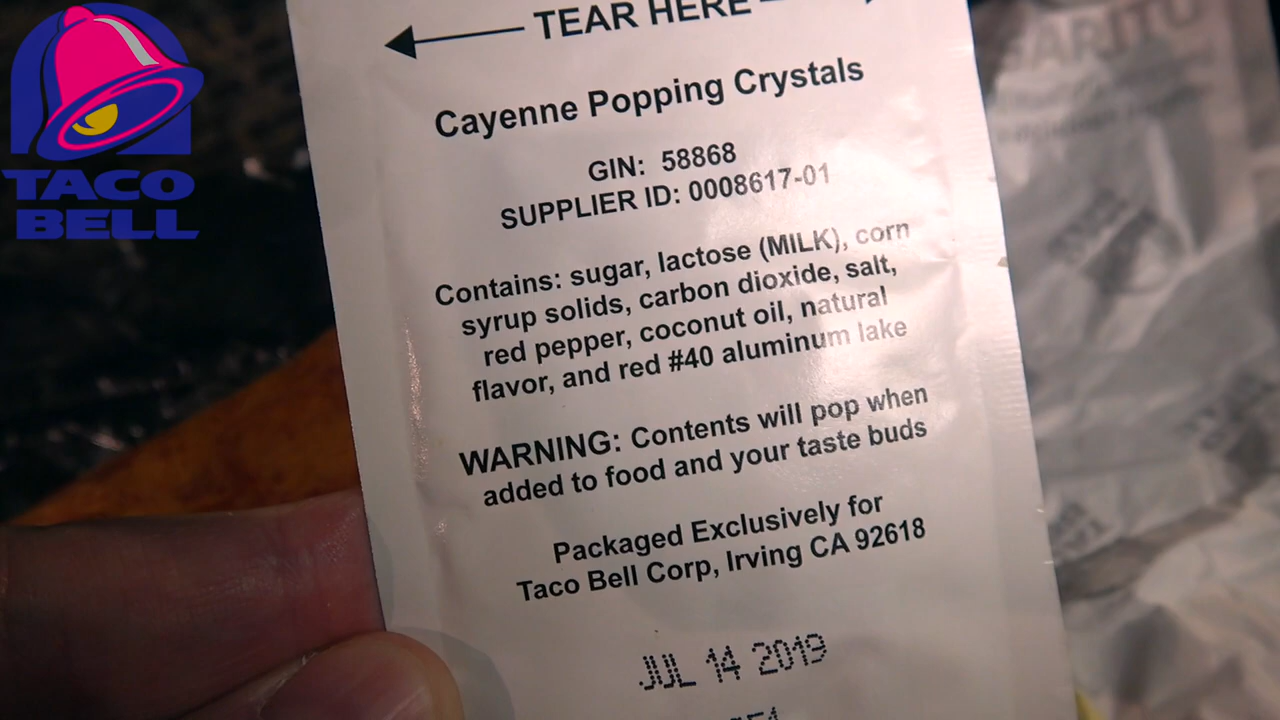 TACO
BELL
TEAR HERE
Cayenne Popping Crystals
GIN: 58868
SUPPLIER ID: 0008617-01
Contains: sugar, lactose (MILK), corn
syrup solids, carbon dioxide, salt,
red pepper, coconut oil, natural
flavor, and red #40 aluminum lake
WARNING: Contents will pop when
added to food and your taste buds
Packaged Exclusively for
Taco Bell Corp, Irving CA 92618
JUL 14 2019